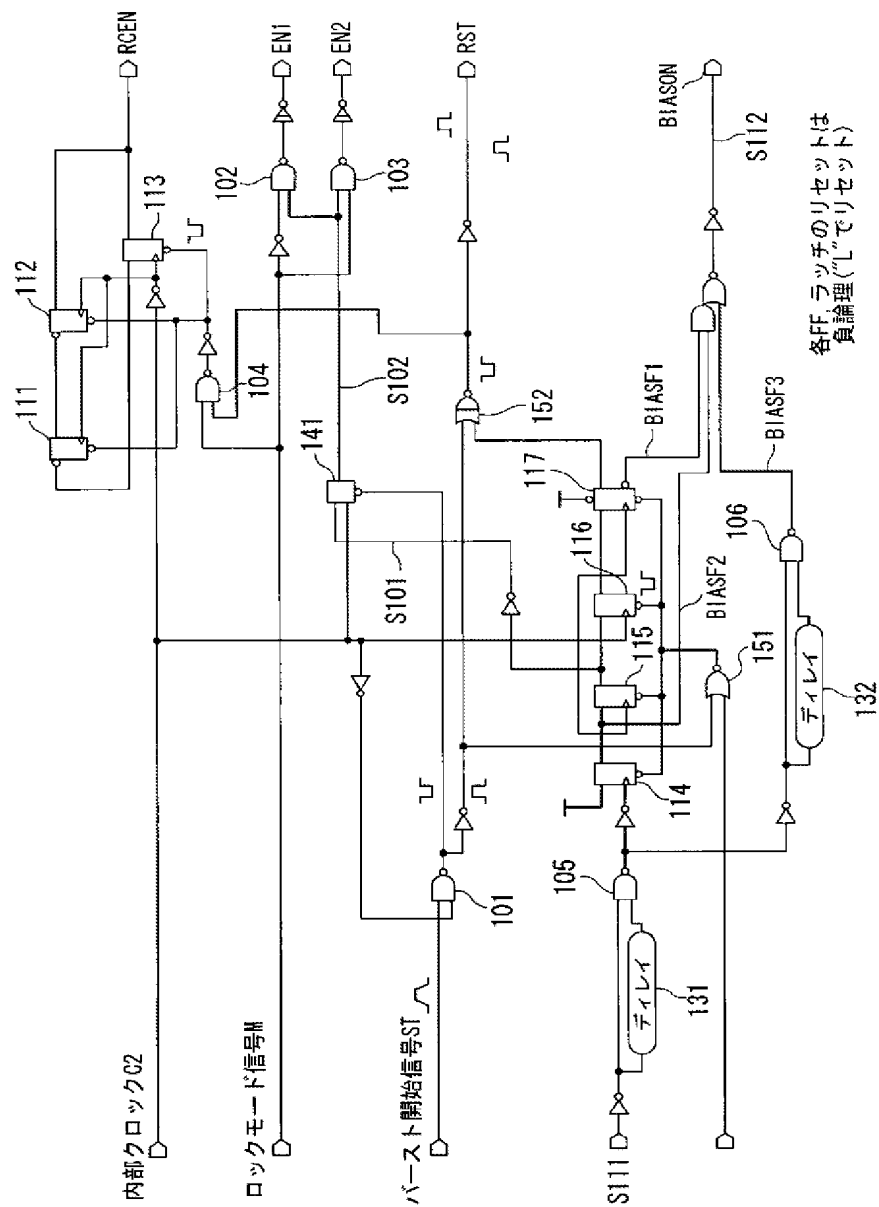 内部クロックC2
ロックモード信号M
バースト開始信号ST
S111
RCEN
EN1
EN2
RST
BIASON
S112
111
112
113
102
103
104
S102
141
S101
152
117
BIASF1
116
115
BIASF2
BIASF3
106
151
114
101
105
ディレイ
131
ディレイ
132
各FF,ラッチのリセットは
負論理("L"でリセット)